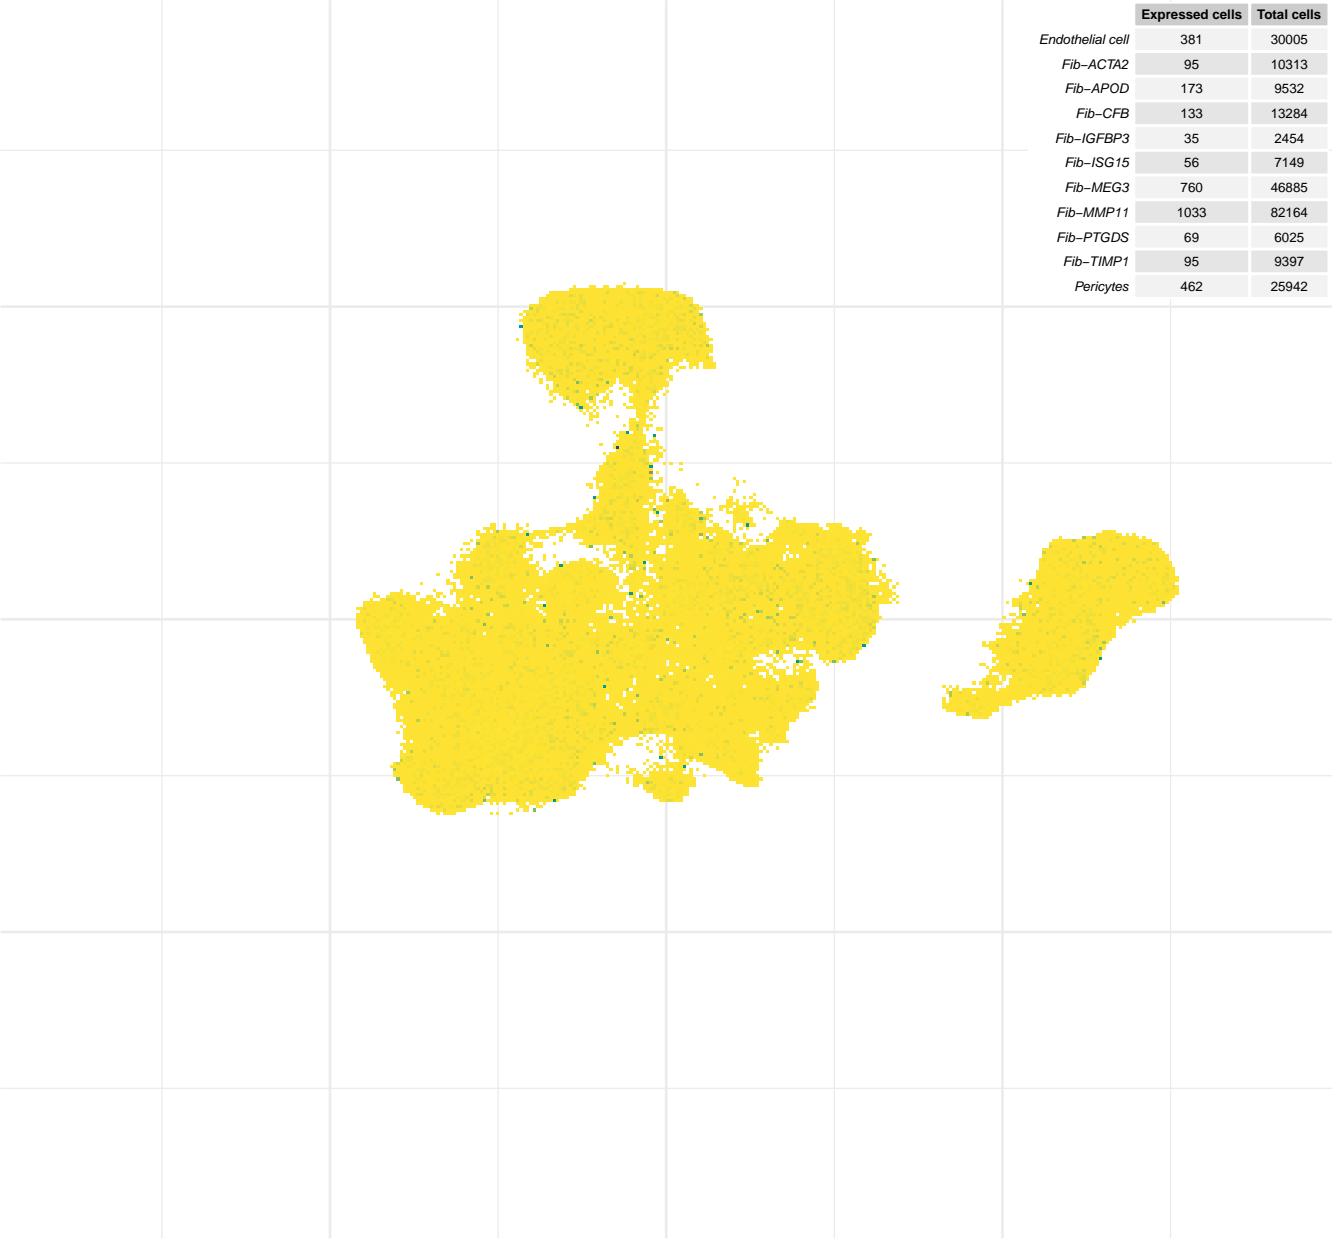 Expressed cells Total cells
Endothelial cell 381 30005
Fib−ACTA2 95 10313
Fib−APOD 173 9532
Fib−CFB 133 13284
Fib−IGFBP3 35 2454
Fib−ISG15 56 7149
Fib−MEG3 760 46885
Fib−MMP11 1033 82164
Fib−PTGDS 69 6025
Fib−TIMP1 95 9397
Pericytes 462 25942